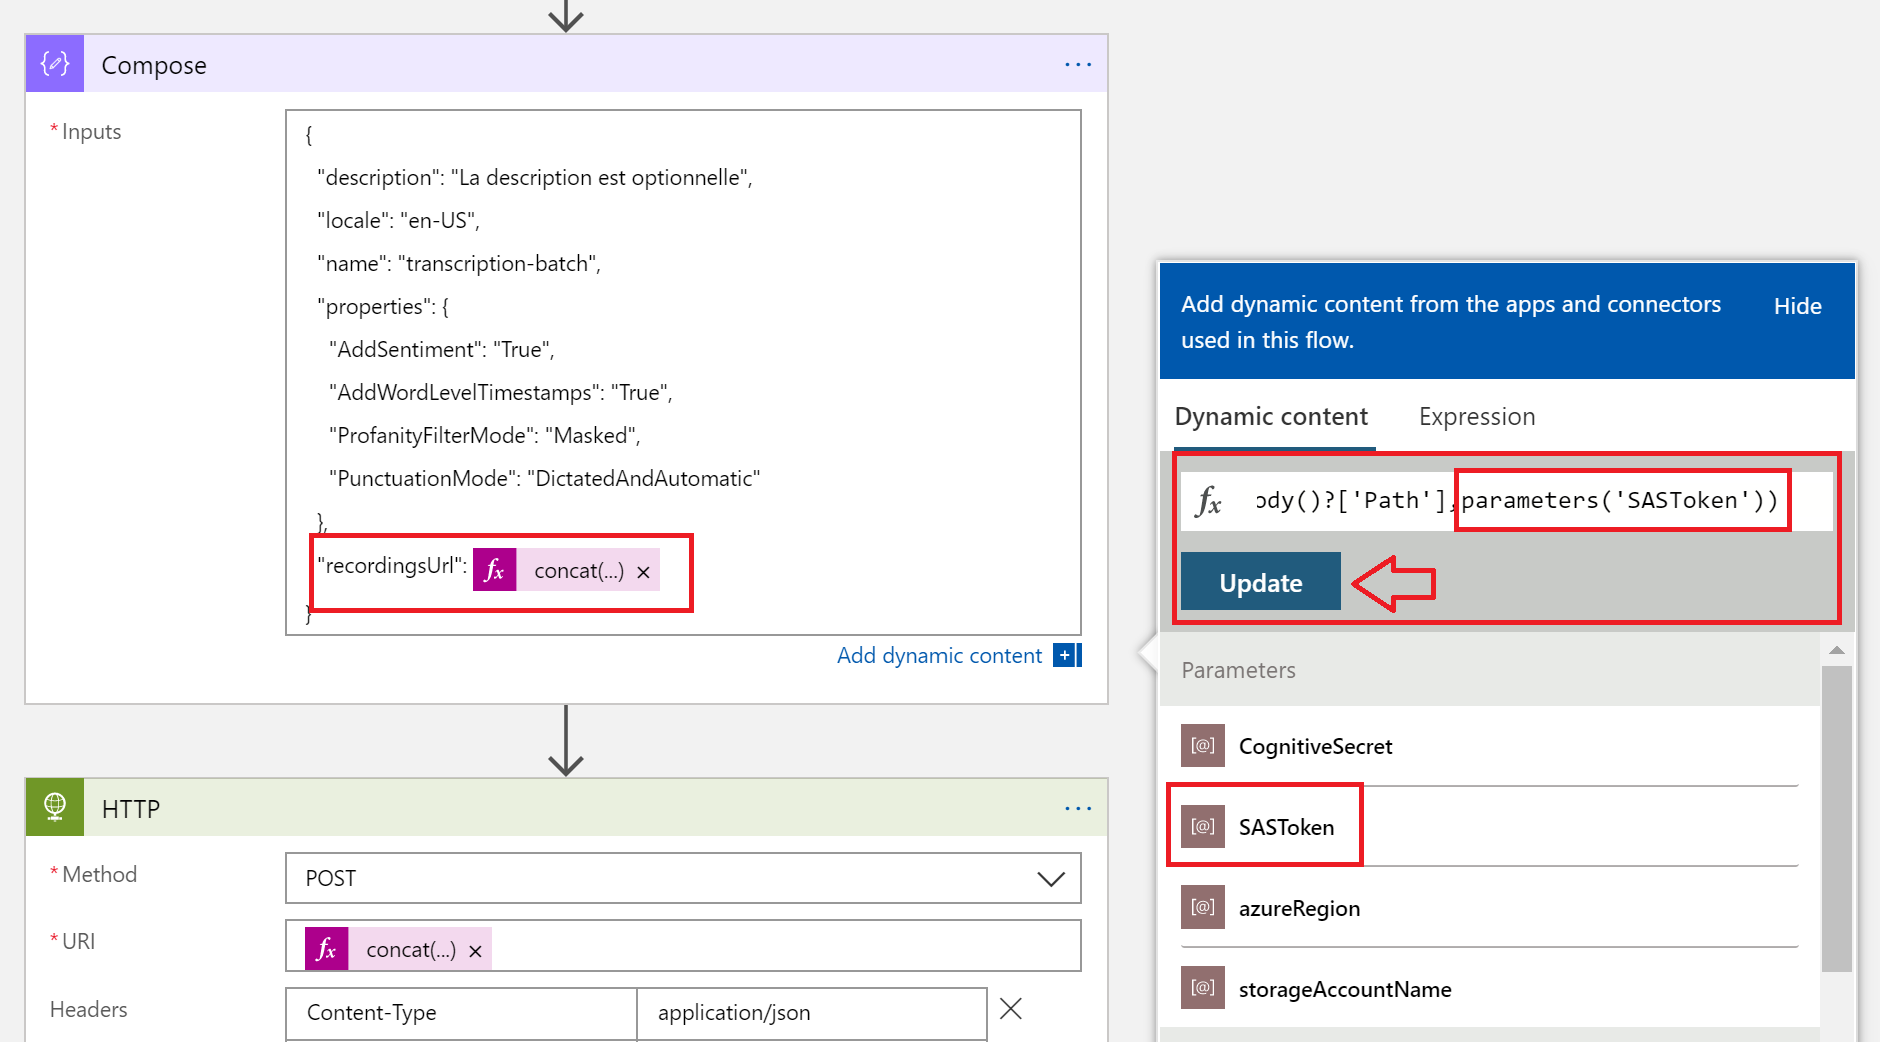 Compose
...
* Inputs
{
"description": "La description est optionnelle",
"locale": "en-US",
"name": "transcription-batch",
"properties": {
"AddSentiment": "True",
"AddWordLevelTimestamps": "True",
"ProfanityFilterMode": "Masked",
"PunctuationMode": "DictatedAndAutomatic"
},
"recordingsUrl": fx concat(...) ×
}
Add dynamic content +
HTTP
...
* Method
POST
* URI
fx concat(...) ×
Headers
Content-Type
application/json
Add dynamic content from the apps and connectors
used in this flow.
Hide
Dynamic content
Expression
fx ody()?['Path'],parameters('SASToken'))
Update
Parameters
[@] CognitiveSecret
[@] SASToken
[@] azureRegion
[@] storageAccountName